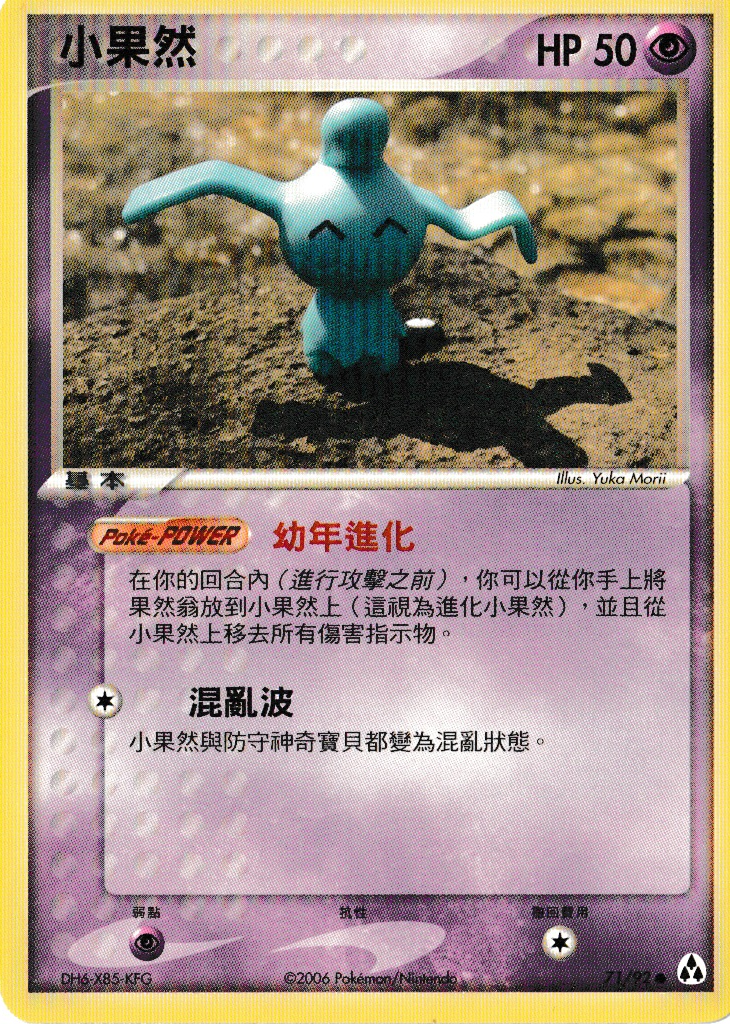 小果然
HP 50
基本
Illus. Yuka Morii
Poké-POWER 幼年進化
在你的回合內（進行攻擊之前），你可以從你手上將
果然翁放到小果然上（這視為進化小果然），並且從
小果然上移去所有傷害指示物。
混亂波
小果然與防守神奇寶貝都變為混亂狀態。
弱點
抗性
撤回費用
DH6-X85-KFG
©2006 Pokémon/Nintendo
71/92